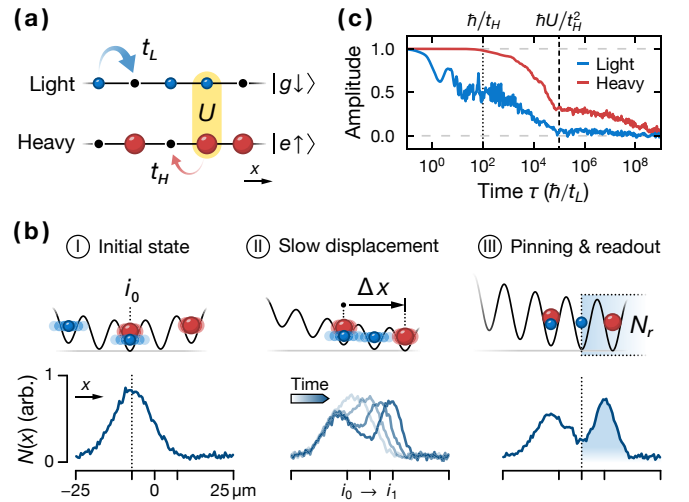 (a)
t_L
Light
|g↓⟩
U
Heavy
|e↑⟩
t_H
x
(c)
ħ/t_H
ħU/t_H^2
Amplitude
1.0
0.5
0.0
Light
Heavy
10^0
10^2
10^4
10^6
10^8
Time τ (ħ/t_L)
(b)
I Initial state
i_0
II Slow displacement
Δx
III Pinning & readout
N_r
N(x) (arb.)
1
0
x
-25
0
25 μm
Time
i_0 → i_1